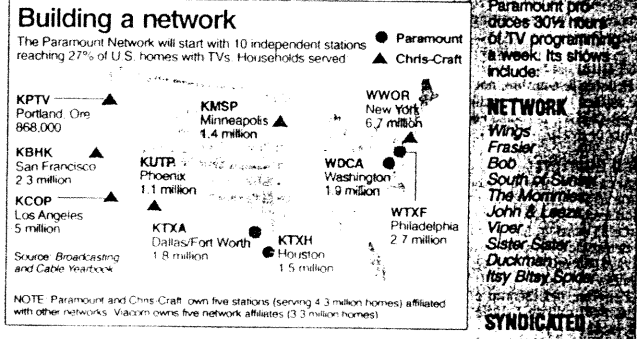 Building a network
The Paramount Network will start with 10 independent stations
reaching 27% of U.S. homes with TVs. Households served
Paramount
Chris-Craft
KPTV
Portland, Ore
868,000
KBHK
San Francisco
2.3 million
KCOP
Los Angeles
5 million
KUTP
Phoenix
1.1 million
KMSP
Minneapolis
1.4 million
KTXA
Dallas/Fort Worth
1.8 million
KTXH
Houston
1.5 million
WWOR
New York
6.7 million
WDCA
Washington
1.9 million
WTXF
Philadelphia
2.7 million
Source: Broadcasting
and Cable Yearbook
NOTE: Paramount and Chris-Craft own five stations (serving 4.3 million homes) affiliated
with other networks. Viacom owns five network affiliates (3.3 million homes)
Paramount pro-
duces 30½ hours
of TV programming
a week. Its shows
include:
NETWORK
Wings
Frasier
Bob
South of Sunset
The Mommies
John & Leeza
Viper
Sister Sister
Duckman
Itsy Bitsy Spider
SYNDICATED